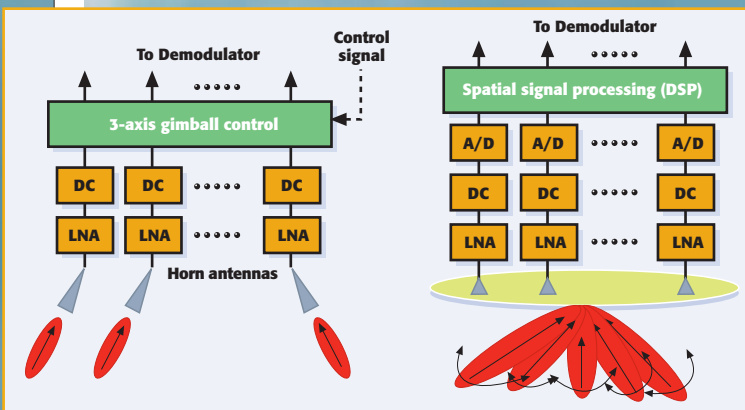 To Demodulator
Control
signal
3-axis gimball control
DC DC DC
LNA LNA LNA
Horn antennas
To Demodulator
Spatial signal processing (DSP)
A/D A/D A/D
DC DC DC
LNA LNA LNA